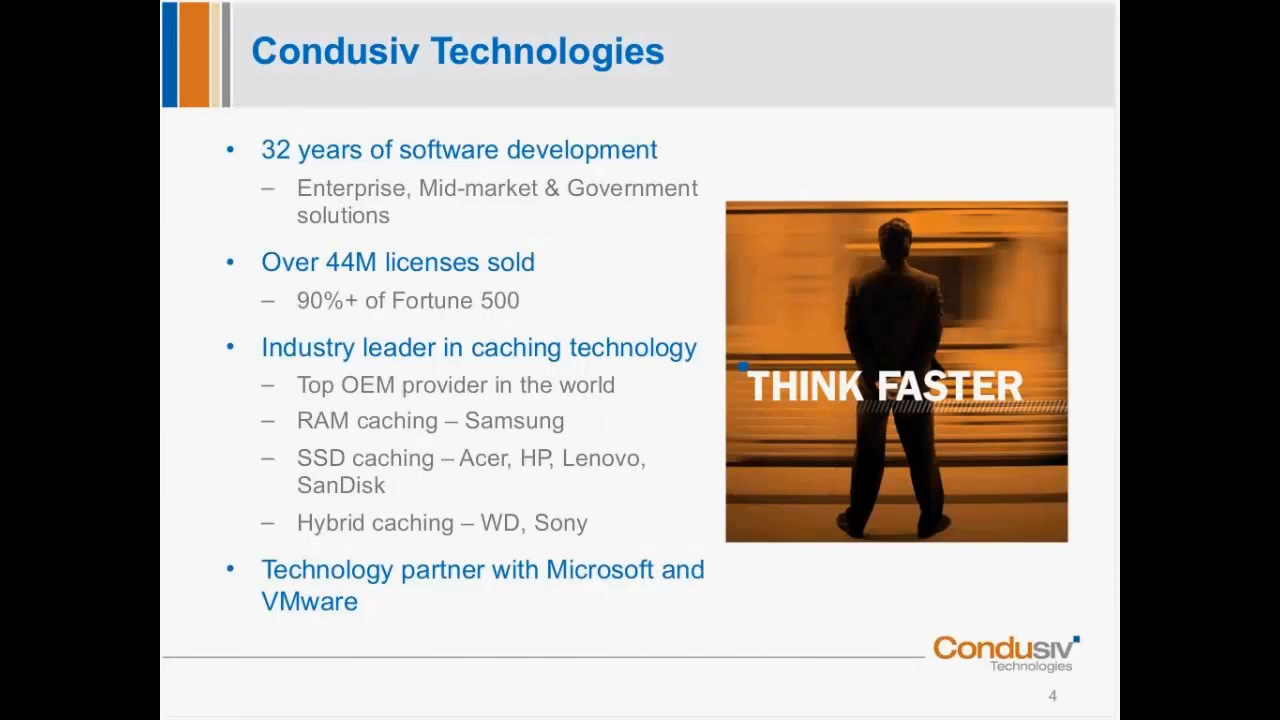 Condusiv Technologies
• 32 years of software development
– Enterprise, Mid-market & Government
solutions
• Over 44M licenses sold
– 90%+ of Fortune 500
• Industry leader in caching technology
– Top OEM provider in the world
– RAM caching – Samsung
– SSD caching – Acer, HP, Lenovo,
SanDisk
– Hybrid caching – WD, Sony
• Technology partner with Microsoft and
VMware
THINK FASTER
Condusiv
Technologies
4